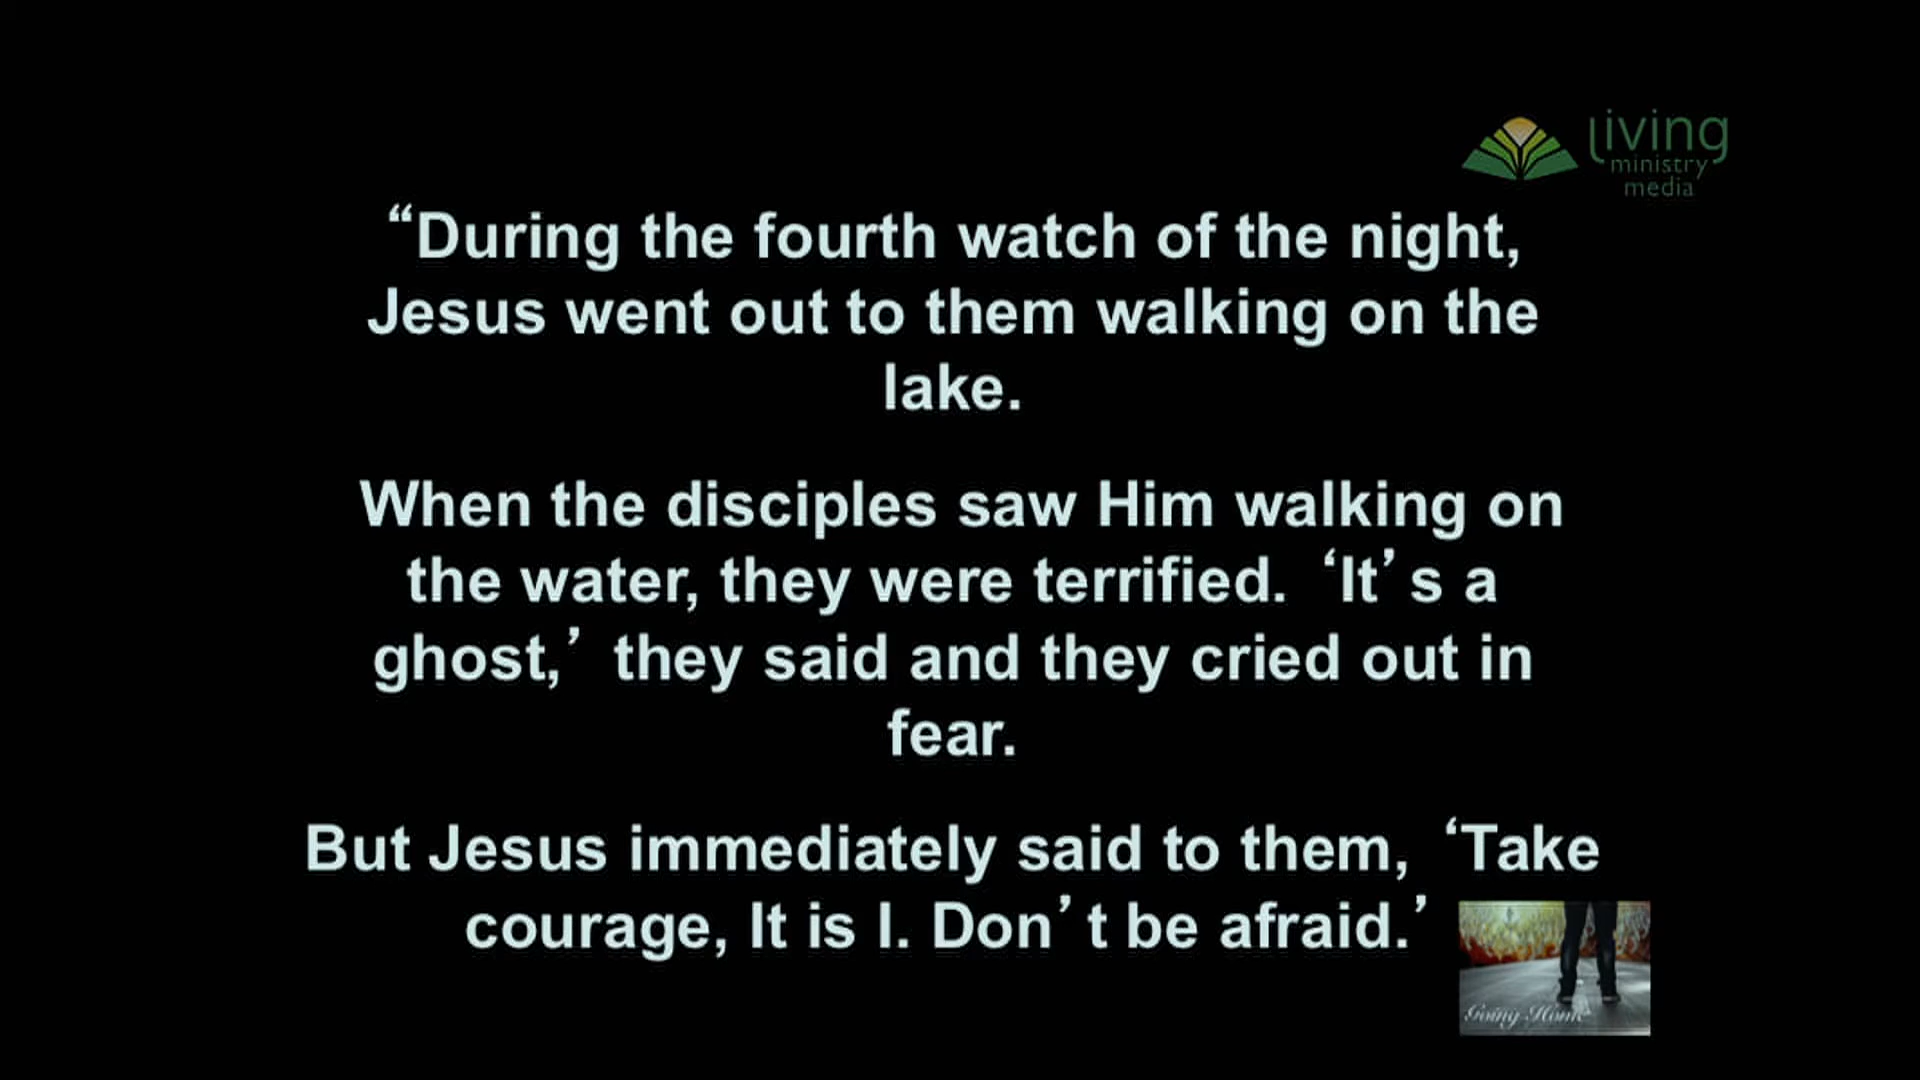 Living
ministry
media
“During the fourth watch of the night,
Jesus went out to them walking on the
lake.
When the disciples saw Him walking on
the water, they were terrified. ‘It’s a
ghost,’ they said and they cried out in
fear.
But Jesus immediately said to them, ‘Take
courage, It is I. Don’t be afraid.’
Going Home